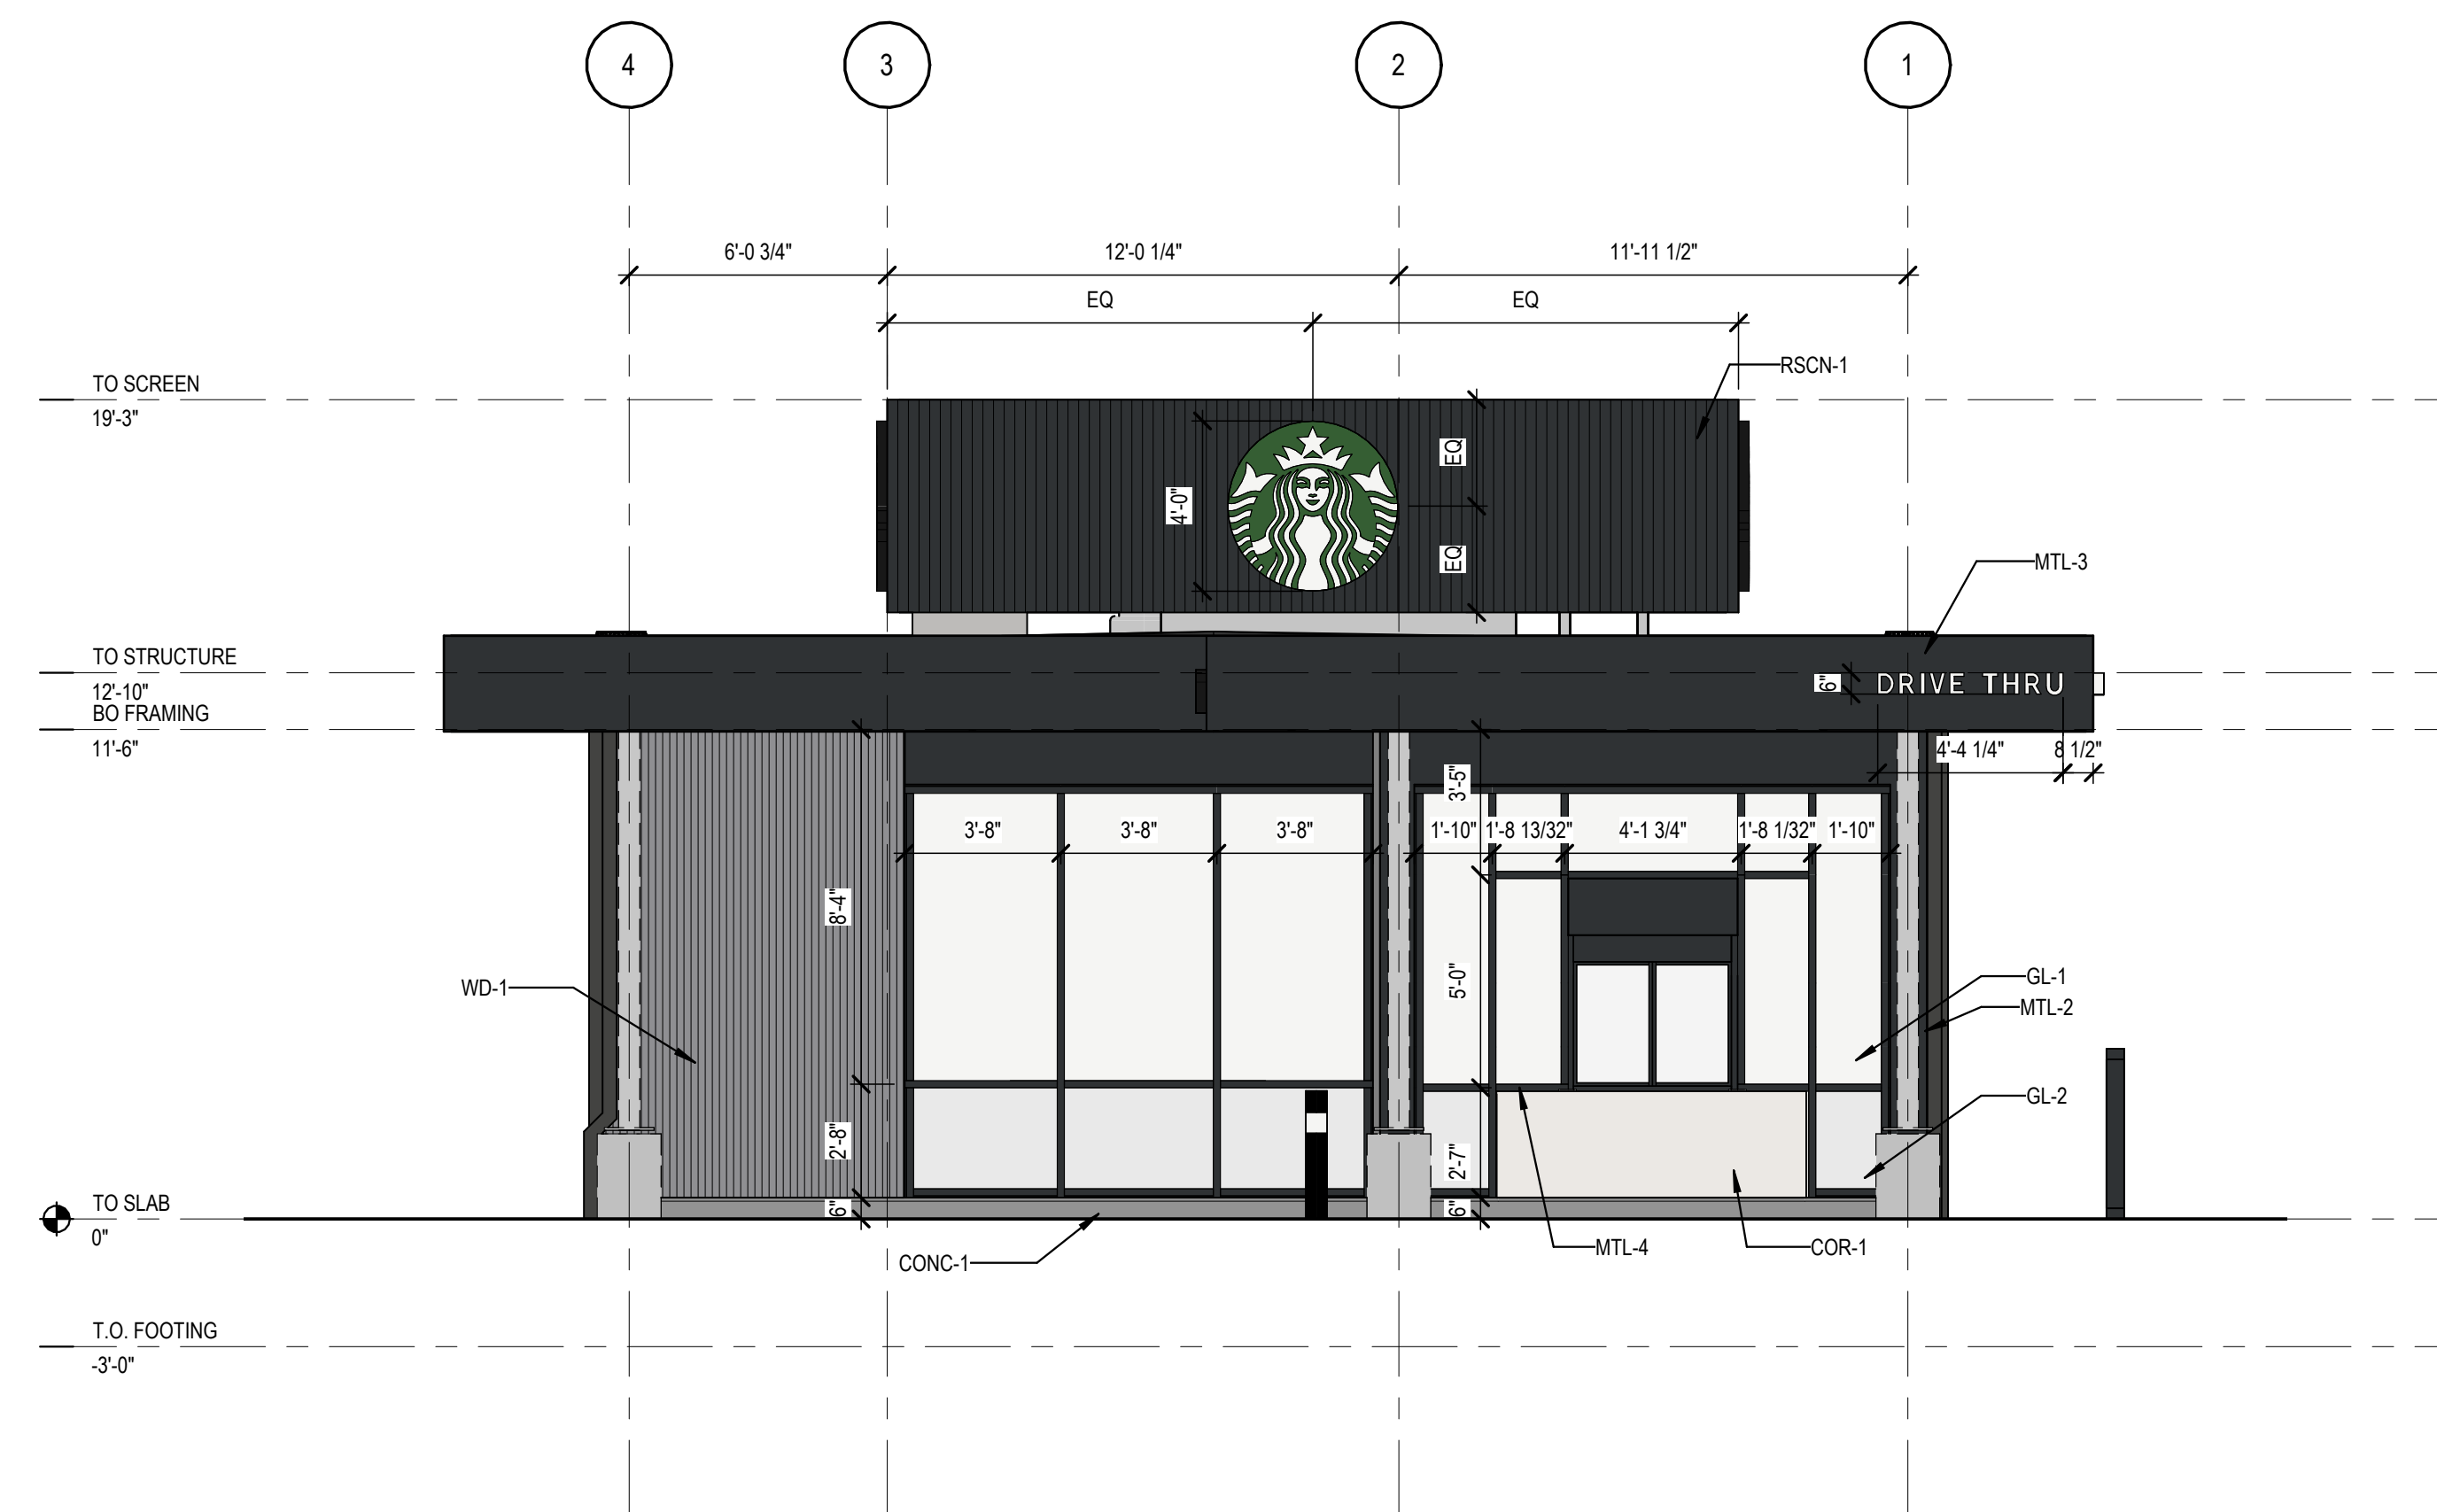 4
3
2
1
6'-0 3/4"
12'-0 1/4"
11'-11 1/2"
EQ
EQ
RSCN-1
TO SCREEN
19'-3"
EQ
4'-0"
EQ
MTL-3
TO STRUCTURE
12'-10"
6"
DRIVE THRU
BO FRAMING
11'-6"
4'-4 1/4"
8 1/2"
3'-5"
3'-8"
3'-8"
3'-8"
1'-10"
1'-8 13/32"
4'-1 3/4"
1'-8 1/32"
1'-10"
8'-4"
5'-0"
WD-1
GL-1
MTL-2
GL-2
2'-8"
2'-7"
6"
6"
TO SLAB
0"
CONC-1
MTL-4
COR-1
T.O. FOOTING
-3'-0"